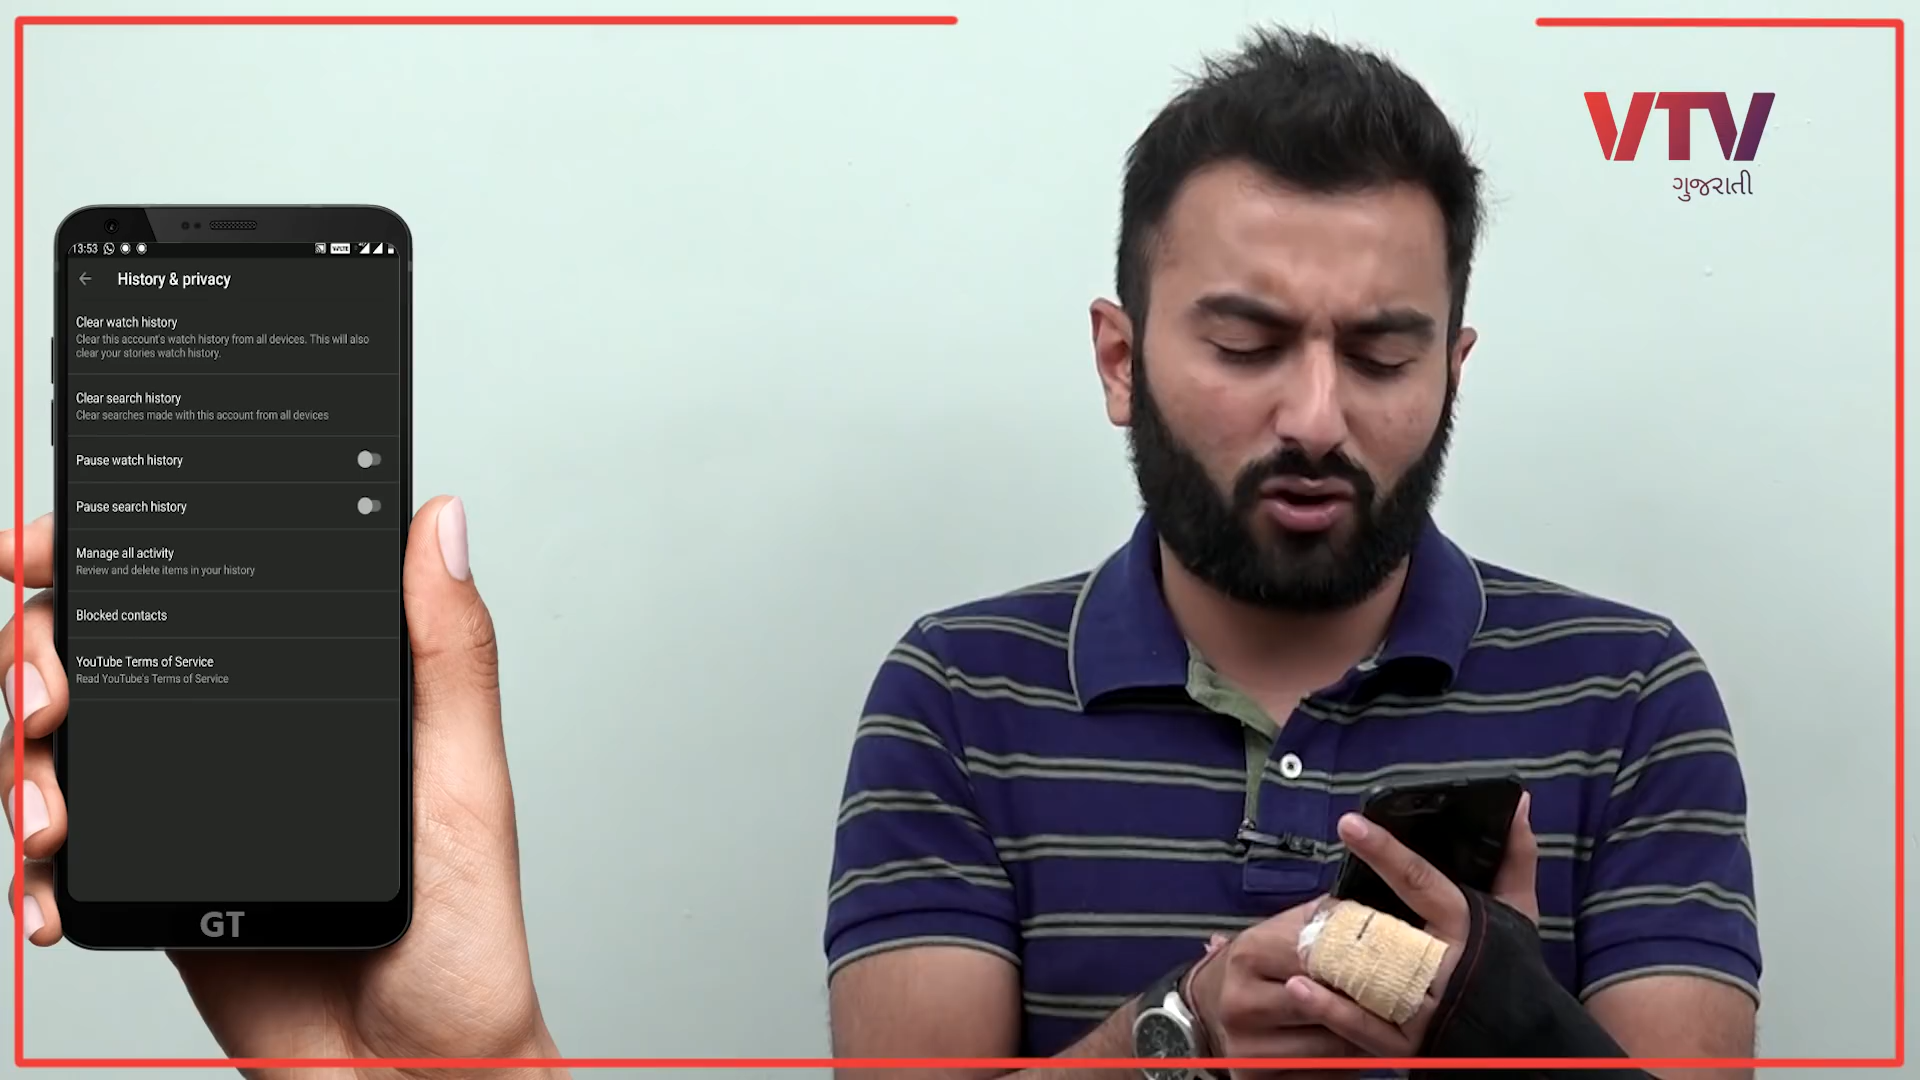 VTV
ગુજરાતી
13:53
VoLTE
History & privacy
Clear watch history
Clear this account's watch history from all devices. This will also
clear your stories watch history.
Clear search history
Clear searches made with this account from all devices
Pause watch history
Pause search history
Manage all activity
Review and delete items in your history
Blocked contacts
YouTube Terms of Service
Read YouTube's Terms of Service
GT